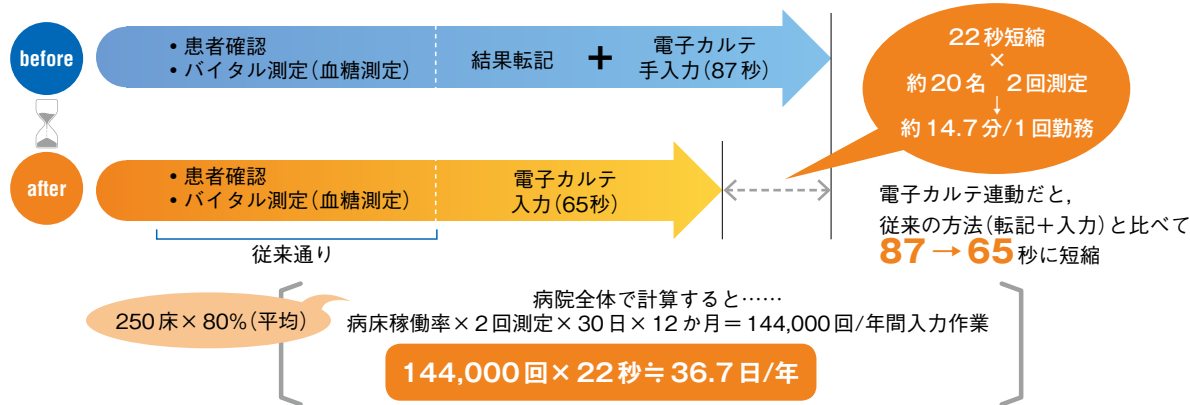 before
・患者確認
・バイタル測定(血糖測定)
結果転記
+
電子カルテ
手入力(87秒)
22秒短縮
×
約20名 2回測定
↓
約14.7分/1回勤務
after
・患者確認
・バイタル測定(血糖測定)
電子カルテ
入力(65秒)
従来通り
電子カルテ連動だと,
従来の方法(転記+入力)と比べて
87→65秒に短縮
250床×80%(平均)
病院全体で計算すると……
病床稼働率×2回測定×30日×12か月=144,000回/年間入力作業
144,000回×22秒≒36.7日/年